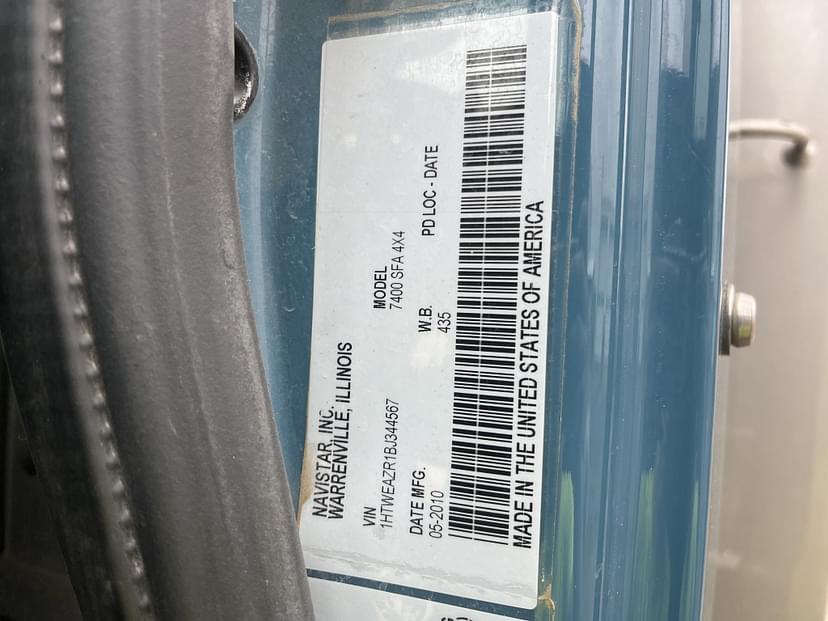 NAVISTAR, INC.
WARRENVILLE, ILLINOIS
VIN
1HTWEAZR1BJ344567
MODEL
7400 SFA 4X4
DATE MFG.
05-2010
W.B.
435
PD LOC - DATE
MADE IN THE UNITED STATES OF AMERICA